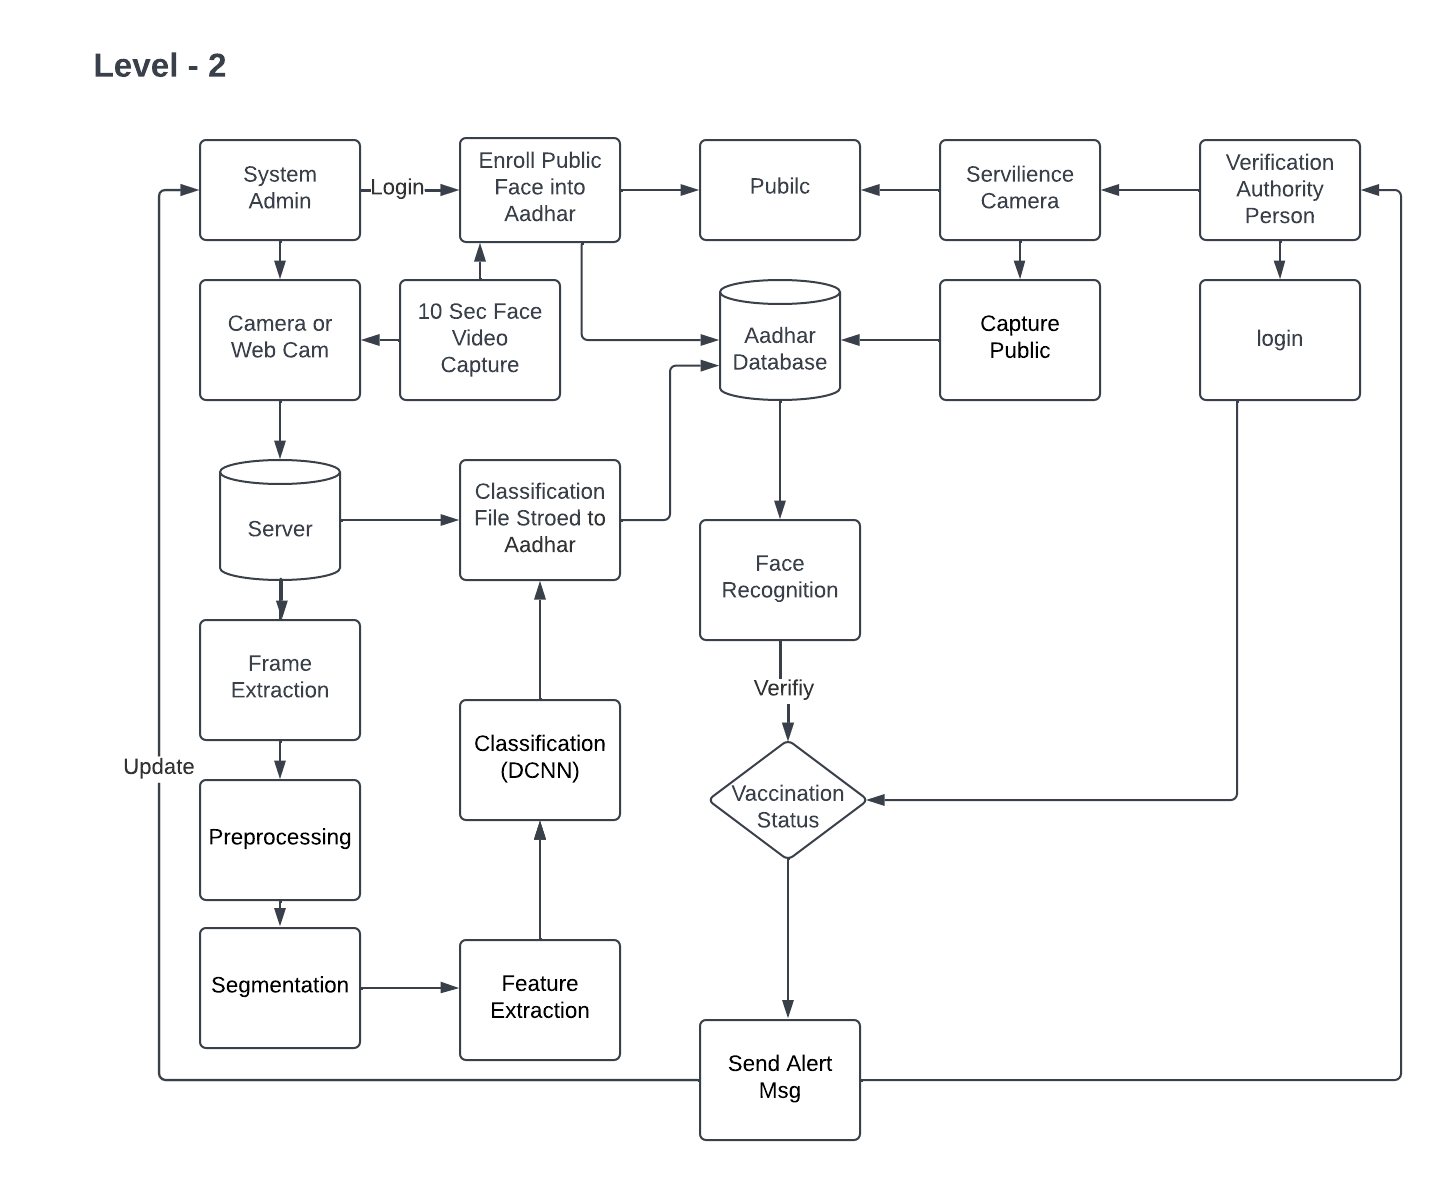 Level - 2
System
Admin
Login
Enroll Public
Face into
Aadhar
Pubilc
Servilience
Camera
Verification
Authority
Person
Camera or
Web Cam
10 Sec Face
Video
Capture
Aadhar
Database
Capture
Public
login
Server
Classification
File Stroed to
Aadhar
Face
Recognition
Frame
Extraction
Verifiy
Classification
(DCNN)
Update
Vaccination
Status
Preprocessing
Segmentation
Feature
Extraction
Send Alert
Msg